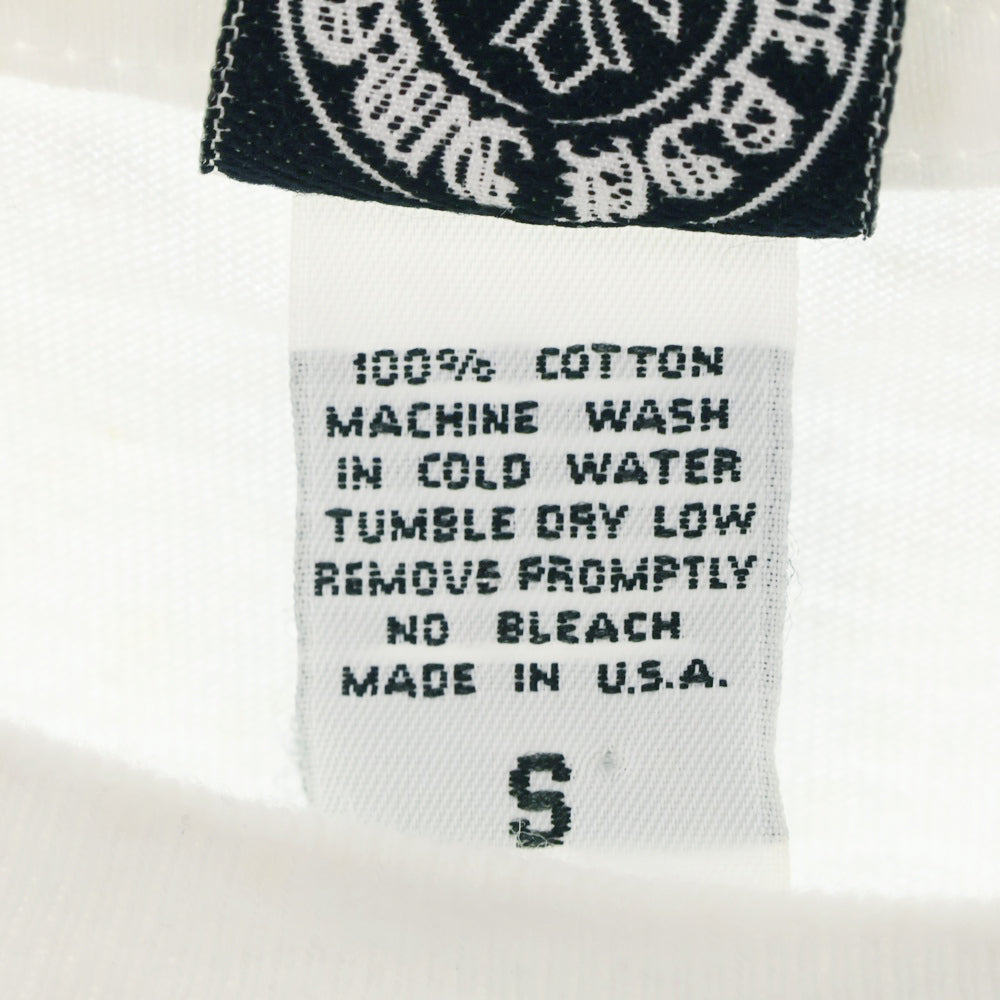 100% COTTON
MACHINE WASH
IN COLD WATER
TUMBLE DRY LOW
REMOVE PROMPTLY
NO BLEACH
MADE IN U.S.A.
S